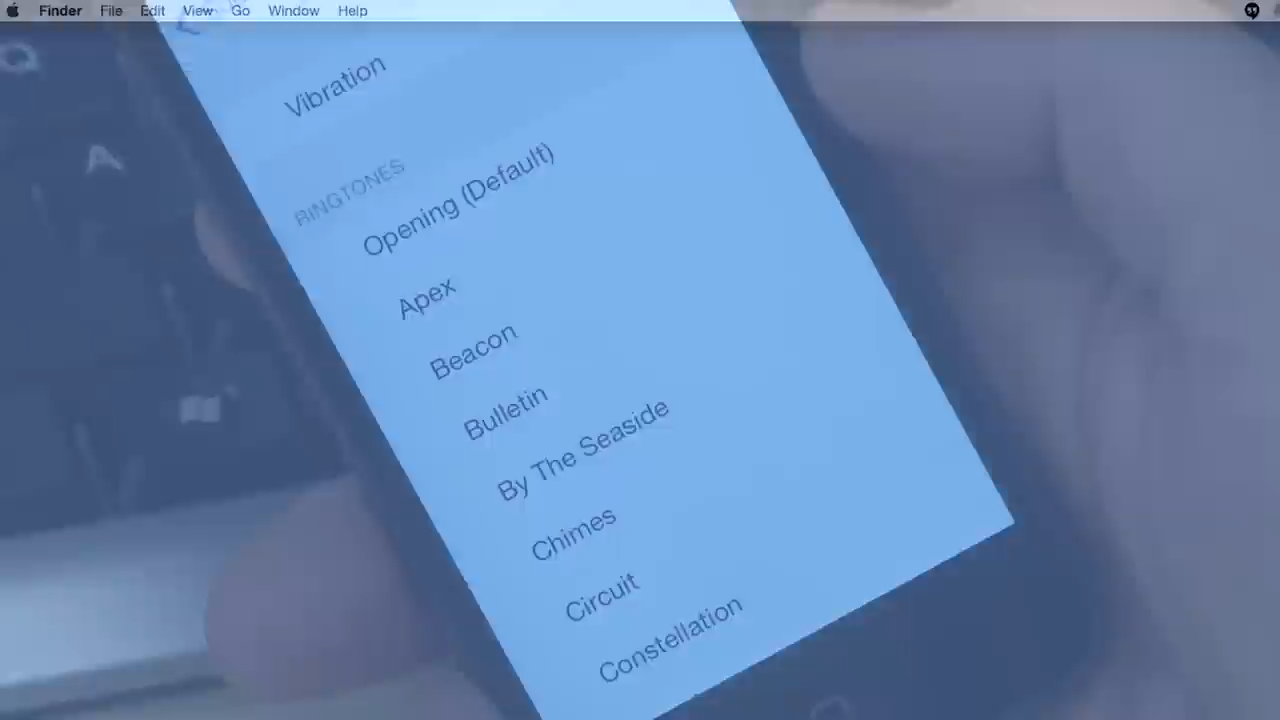 Finder File Edit View Go Window Help
Q
A
Vibration
RINGTONES
Opening (Default)
Apex
Beacon
Bulletin
By The Seaside
Chimes
Circuit
Constellation